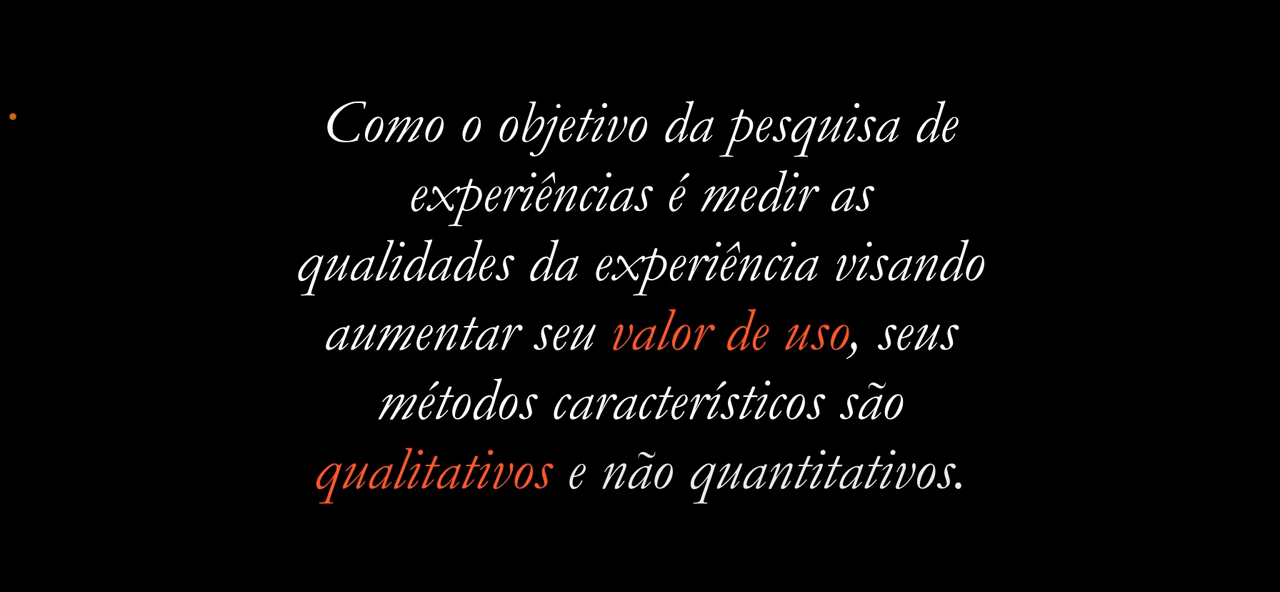 Como o objetivo da pesquisa de
experiências é medir as
qualidades da experiência visando
aumentar seu valor de uso, seus
métodos característicos são
qualitativos e não quantitativos.